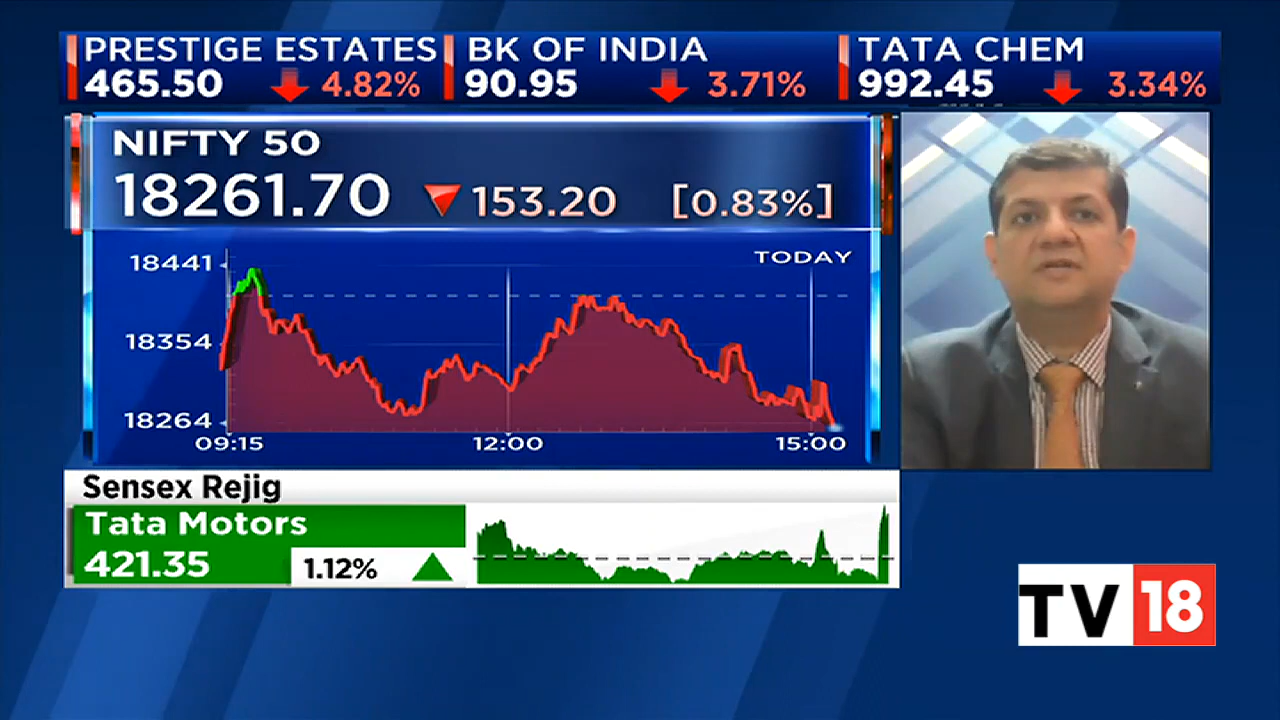 PRESTIGE ESTATES
465.50 4.82%
BK OF INDIA
90.95 3.71%
TATA CHEM
992.45 3.34%
NIFTY 50
18261.70 153.20 [0.83%]
TODAY
18441
18354
18264
09:15 12:00 15:00
Sensex Rejig
Tata Motors
421.35 1.12%
TV18